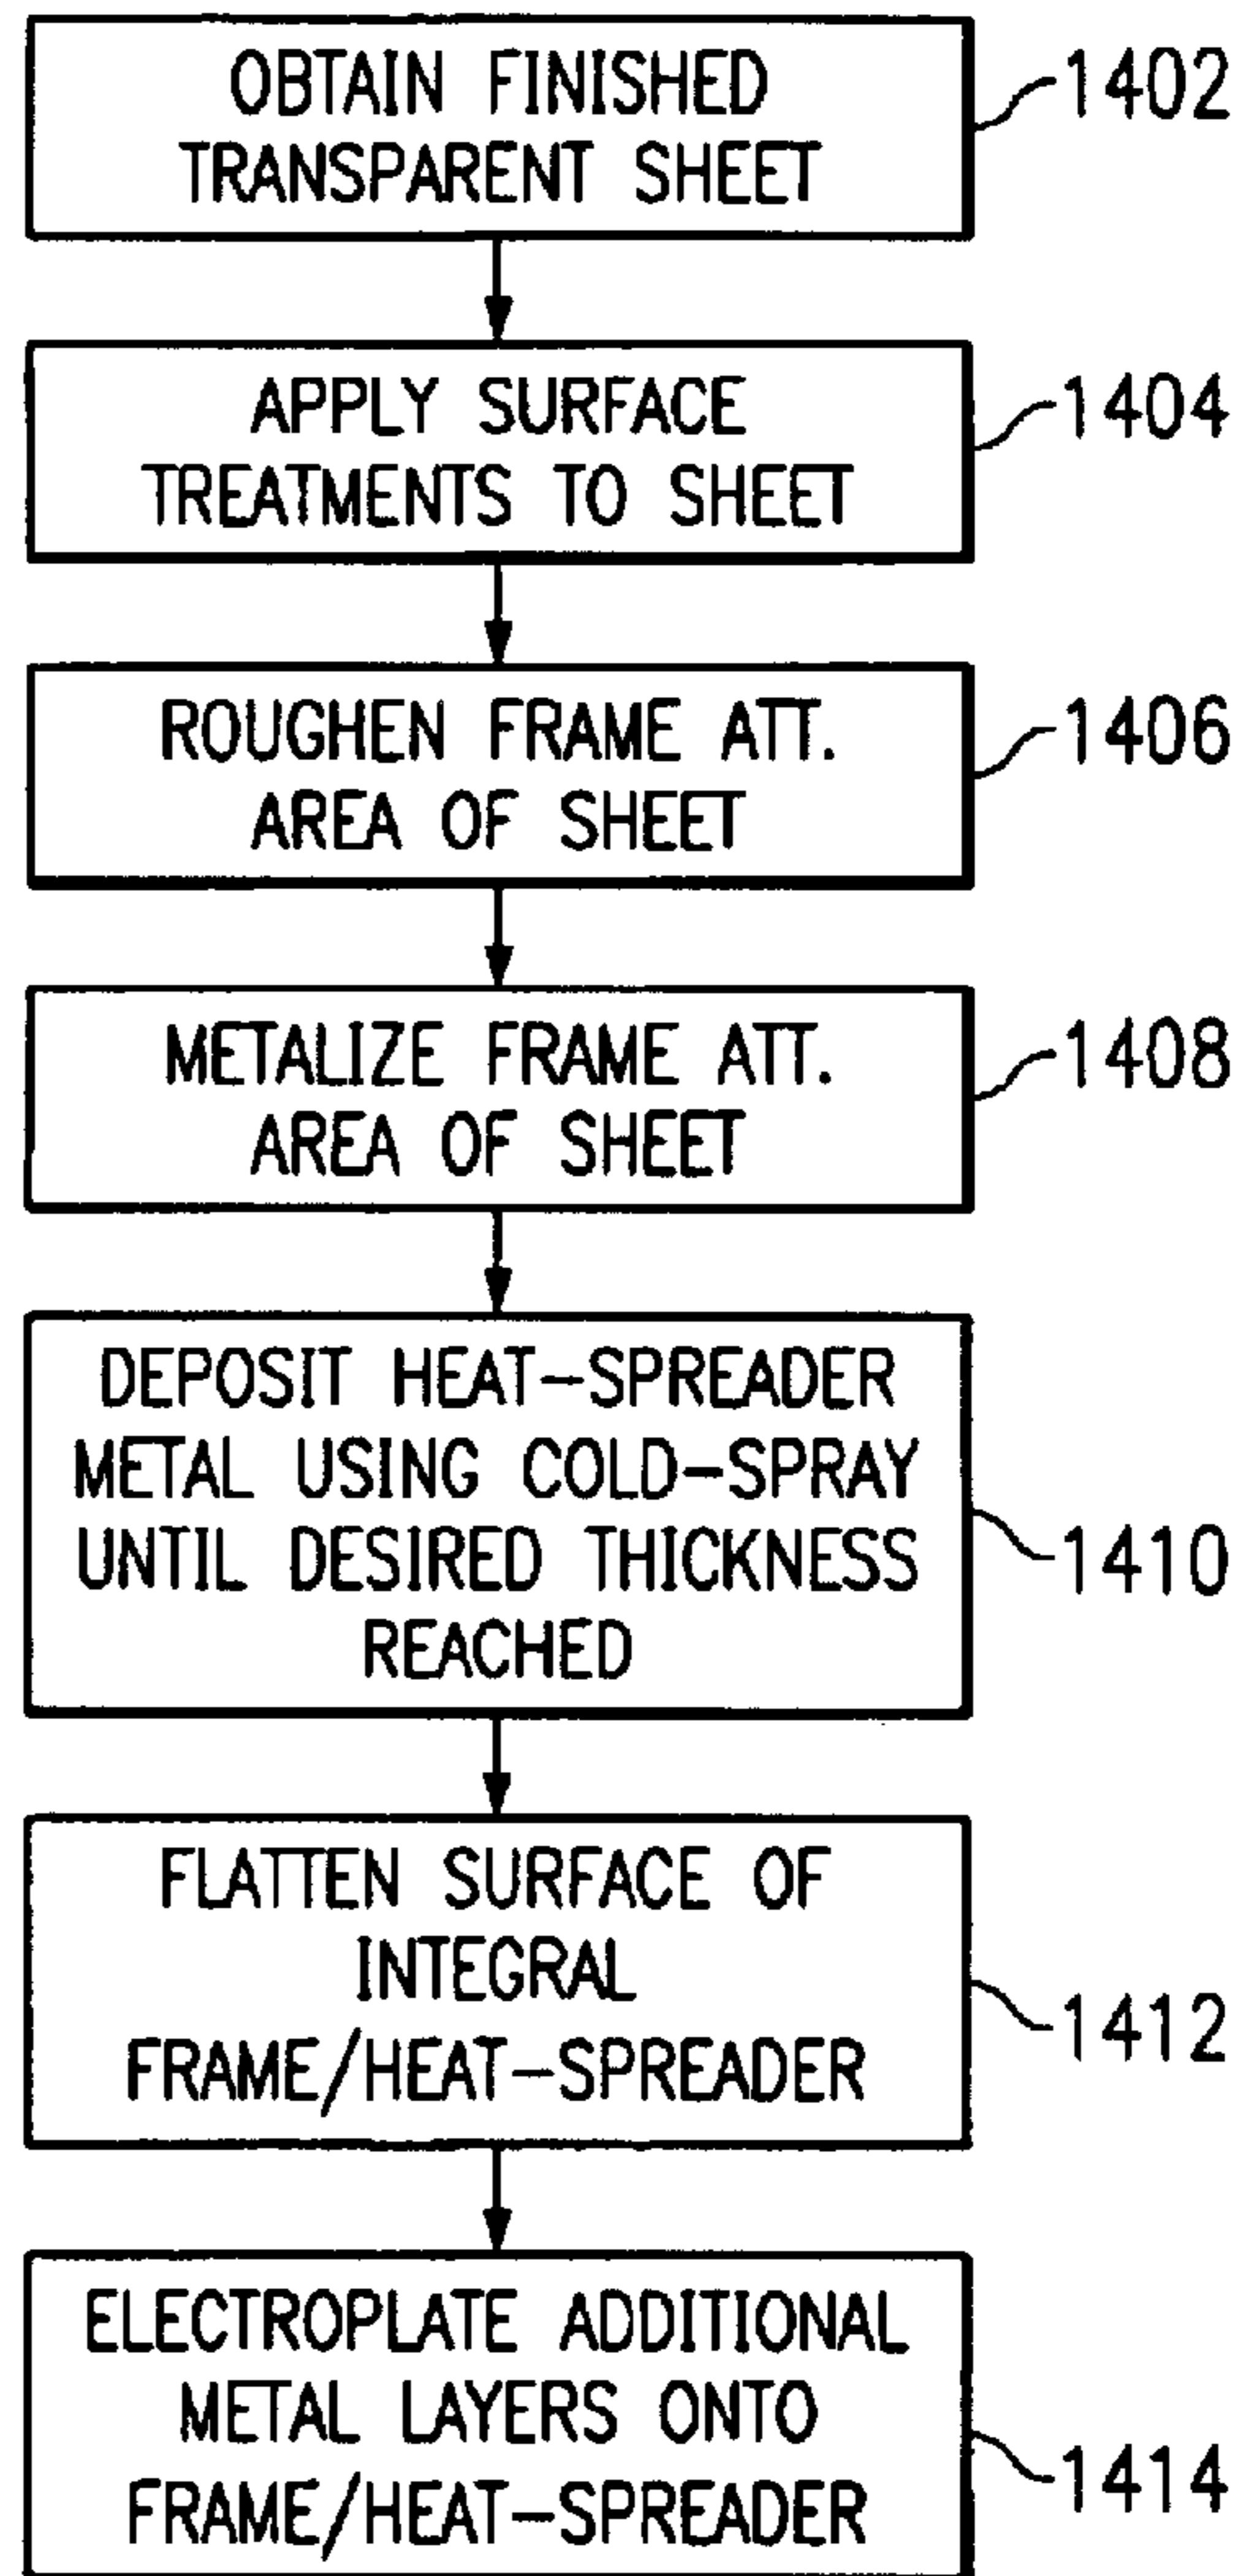 OBTAIN FINISHED
TRANSPARENT SHEET
1402
APPLY SURFACE
TREATMENTS TO SHEET
1404
ROUGHEN FRAME ATT.
AREA OF SHEET
1406
METALIZE FRAME ATT.
AREA OF SHEET
1408
DEPOSIT HEAT-SPREADER
METAL USING COLD-SPRAY
UNTIL DESIRED THICKNESS
REACHED
1410
FLATTEN SURFACE OF
INTEGRAL
FRAME/HEAT-SPREADER
1412
ELECTROPLATE ADDITIONAL
METAL LAYERS ONTO
FRAME/HEAT-SPREADER
1414